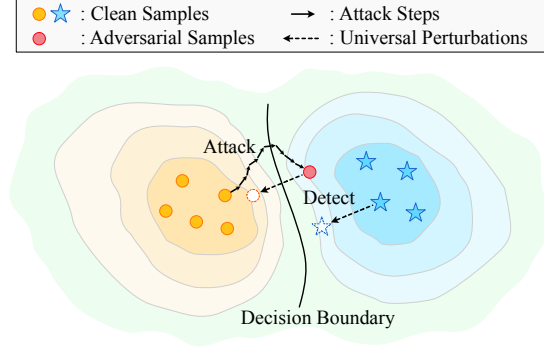 : Clean Samples : Attack Steps
: Adversarial Samples : Universal Perturbations
Attack
Detect
Decision Boundary